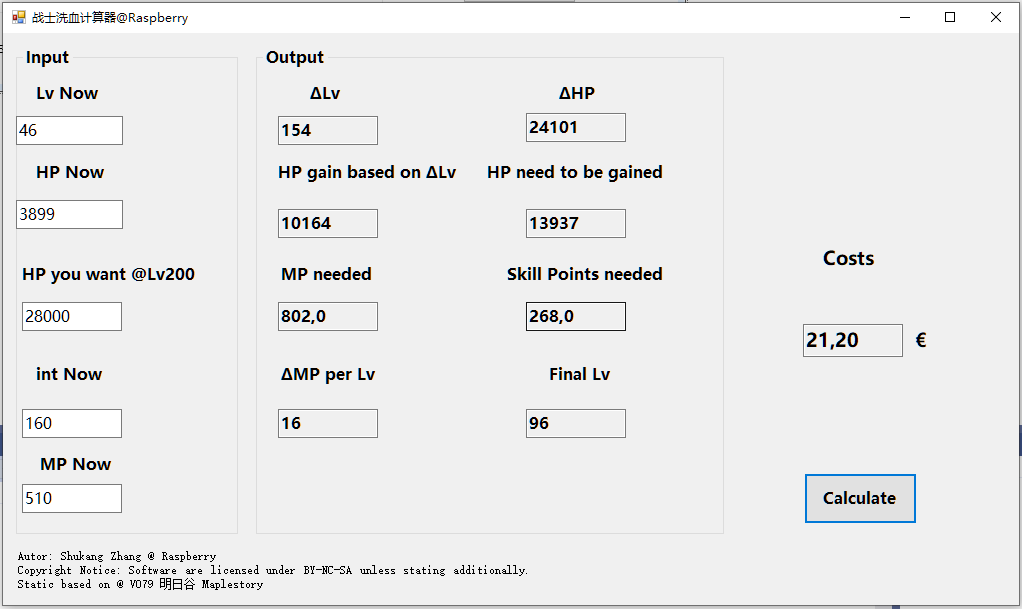 战士洗血计算器@Raspberry
Input
Lv Now
46
HP Now
3899
HP you want @Lv200
28000
int Now
160
MP Now
510
Output
ΔLv
ΔHP
154
24101
HP gain based on ΔLv
HP need to be gained
10164
13937
MP needed
Skill Points needed
802,0
268,0
ΔMP per Lv
Final Lv
16
96
Costs
21,20 €
Calculate
Autor: Shukang Zhang @ Raspberry
Copyright Notice: Software are licensed under BY-NC-SA unless stating additionally.
Static based on @ V079 明日谷 Maplestory